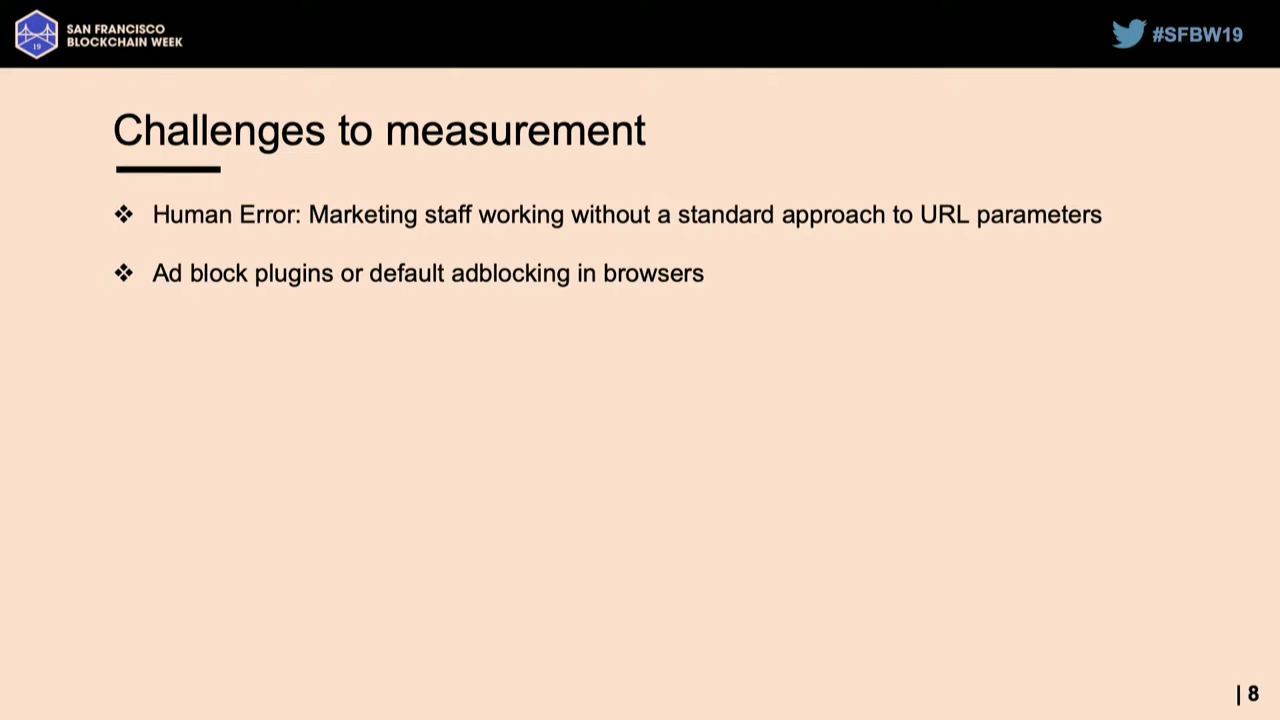 SAN FRANCISCO
BLOCKCHAIN WEEK
19
#SFBW19
Challenges to measurement
❖ Human Error: Marketing staff working without a standard approach to URL parameters
❖ Ad block plugins or default adblocking in browsers
| 8